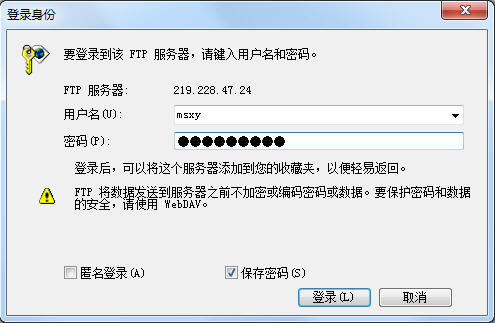 登录身份
要登录到该 FTP 服务器，请键入用户名和密码。
FTP 服务器:
219.228.47.24
用户名(U):
msxy
密码(P):
●●●●●●●●●
登录后，可以将这个服务器添加到您的收藏夹，以便轻易返回。
FTP 将数据发送到服务器之前不加密或编码密码或数据。要保护密码和数据
的安全，请使用 WebDAV。
匿名登录(A)
保存密码(S)
登录(L)
取消